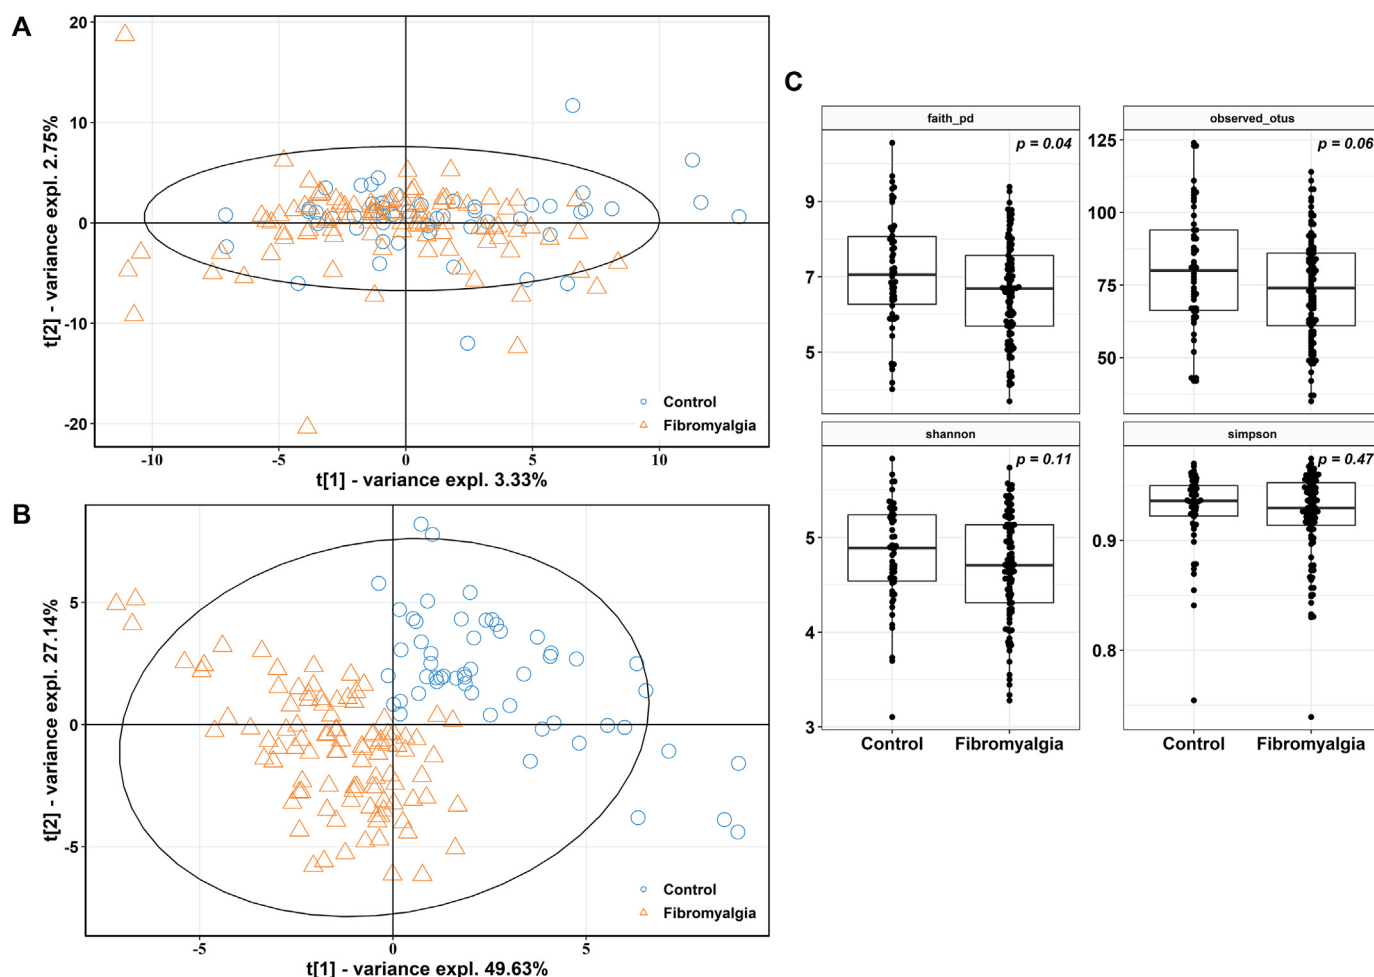 A
20
10
0
-10
-20
t[2] - variance expl. 2.75%
Control
Fibromyalgia
-10
-5
0
5
10
t[1] - variance expl. 3.33%
B
5
0
-5
t[2] - variance expl. 27.14%
Control
Fibromyalgia
-5
0
5
t[1] - variance expl. 49.63%
C
faith_pd
p = 0.04
9
7
5
observed_otus
p = 0.06
125
100
75
50
shannon
p = 0.11
5
4
3
Control
Fibromyalgia
simpson
p = 0.47
0.9
0.8
Control
Fibromyalgia